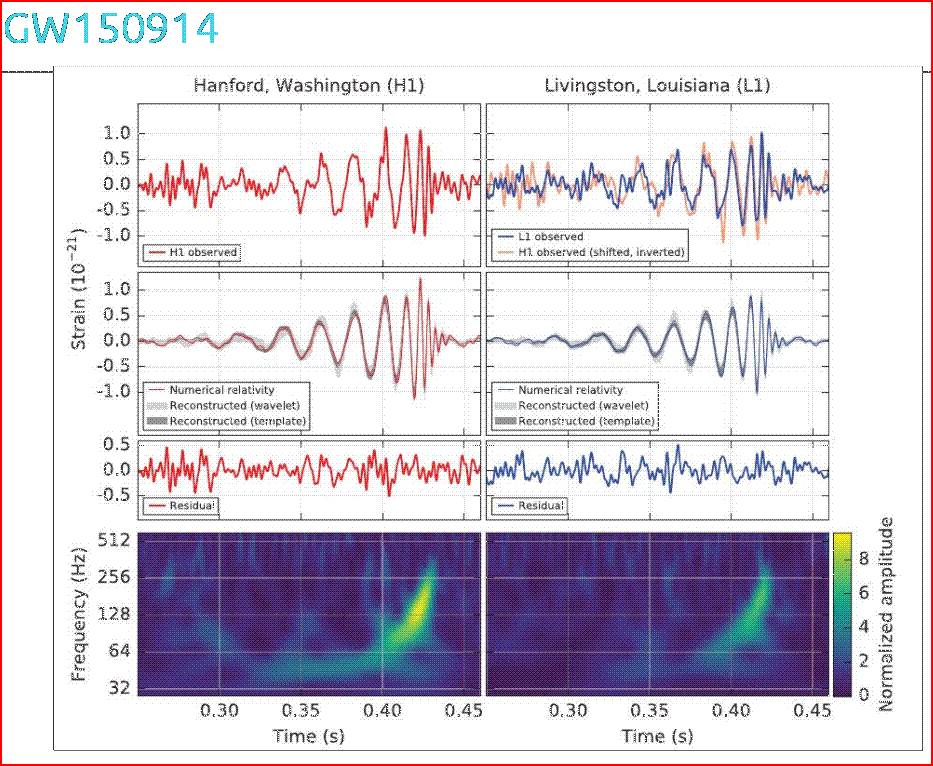 GW150914
Hanford, Washington (H1)
Livingston, Louisiana (L1)
1.0
0.5
0.0
-0.5
-1.0
H1 observed
L1 observed
H1 observed (shifted, inverted)
Strain (10⁻²¹)
1.0
0.5
0.0
-0.5
-1.0
Numerical relativity
Reconstructed (wavelet)
Reconstructed (template)
Numerical relativity
Reconstructed (wavelet)
Reconstructed (template)
0.5
0.0
-0.5
Residual
Residual
Frequency (Hz)
512
256
128
64
32
8
6
4
2
0
Normalized amplitude
0.30 0.35 0.40 0.45
0.30 0.35 0.40 0.45
Time (s)
Time (s)